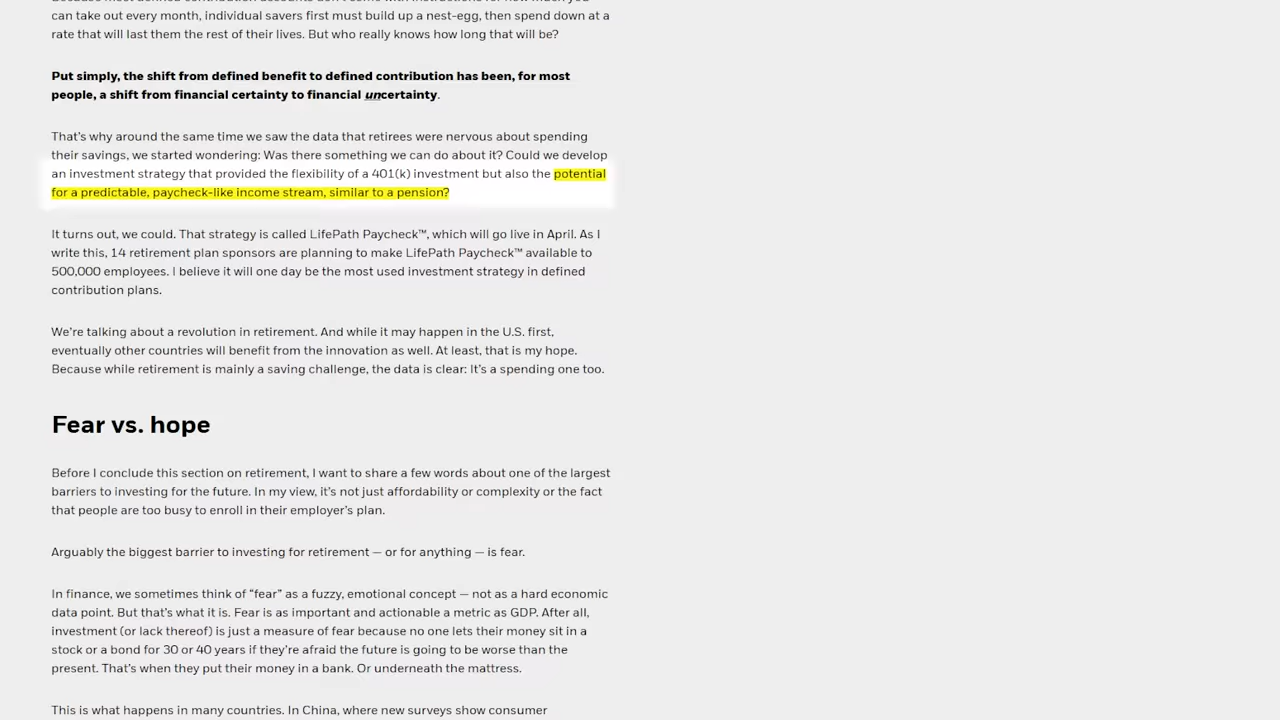 can take out every month, individual savers first must build up a nest-egg, then spend down at a
rate that will last them the rest of their lives. But who really knows how long that will be?
Put simply, the shift from defined benefit to defined contribution has been, for most
people, a shift from financial certainty to financial uncertainty.
That's why around the same time we saw the data that retirees were nervous about spending
their savings, we started wondering: Was there something we can do about it? Could we develop
an investment strategy that provided the flexibility of a 401(k) investment but also the potential
for a predictable, paycheck-like income stream, similar to a pension?
It turns out, we could. That strategy is called LifePath Paycheck™, which will go live in April. As I
write this, 14 retirement plan sponsors are planning to make LifePath Paycheck™ available to
500,000 employees. I believe it will one day be the most used investment strategy in defined
contribution plans.
We're talking about a revolution in retirement. And while it may happen in the U.S. first,
eventually other countries will benefit from the innovation as well. At least, that is my hope.
Because while retirement is mainly a saving challenge, the data is clear: It's a spending one too.
Fear vs. hope
Before I conclude this section on retirement, I want to share a few words about one of the largest
barriers to investing for the future. In my view, it's not just affordability or complexity or the fact
that people are too busy to enroll in their employer's plan.
Arguably the biggest barrier to investing for retirement — or for anything — is fear.
In finance, we sometimes think of "fear" as a fuzzy, emotional concept — not as a hard economic
data point. But that's what it is. Fear is as important and actionable a metric as GDP. After all,
investment (or lack thereof) is just a measure of fear because no one lets their money sit in a
stock or a bond for 30 or 40 years if they're afraid the future is going to be worse than the
present. That's when they put their money in a bank. Or underneath the mattress.
This is what happens in many countries. In China, where new surveys show consumer